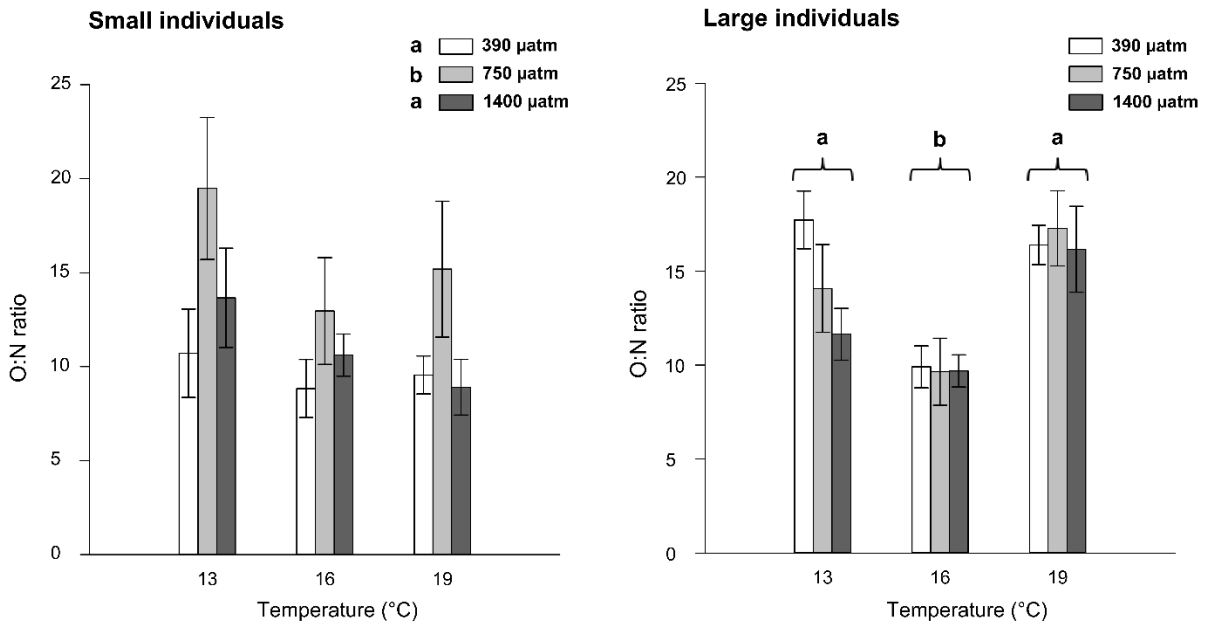 Small individuals
a 390 µatm
b 750 µatm
a 1400 µatm
25
20
15
10
5
0
O:N ratio
13 16 19
Temperature (°C)
Large individuals
390 µatm
750 µatm
1400 µatm
25
20
15
10
5
0
a b a
O:N ratio
13 16 19
Temperature (°C)